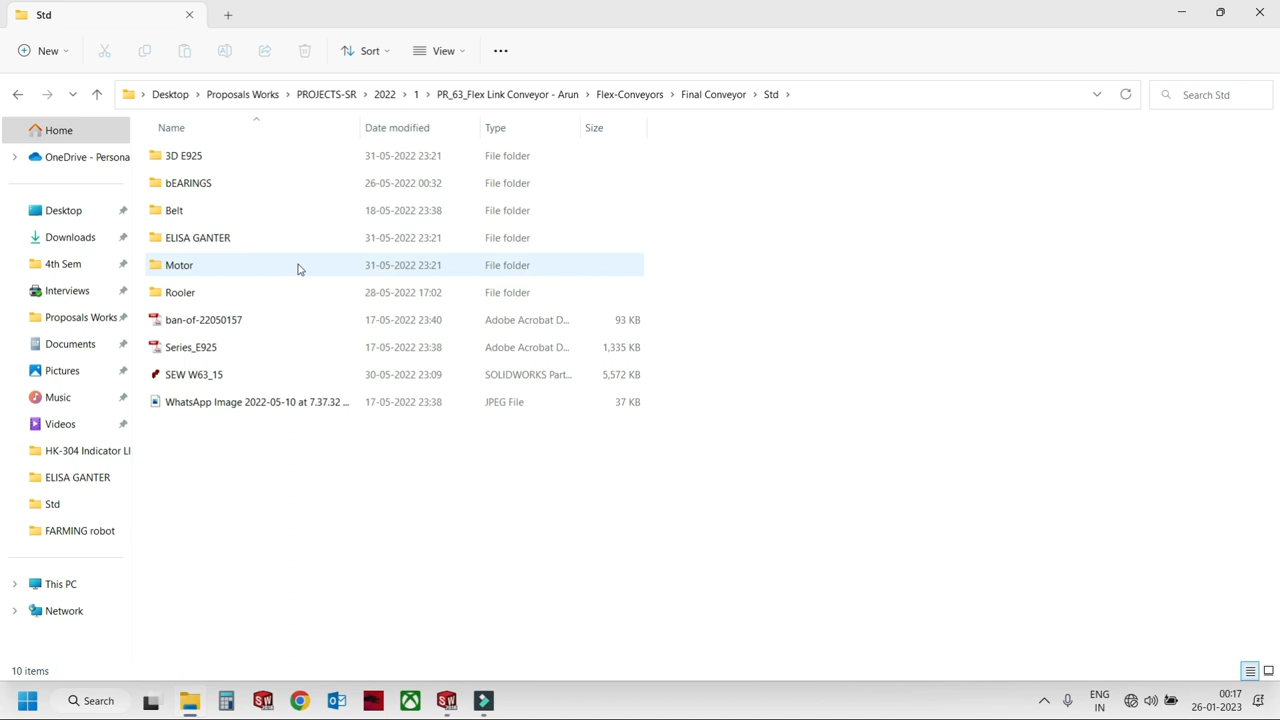 Std
New
Sort
View
Desktop > Proposals Works > PROJECTS-SR > 2022 > 1 > PR_63_Flex Link Conveyor - Arun > Flex-Conveyors > Final Conveyor > Std >
Search Std
Home
OneDrive - Persona
Desktop
Downloads
4th Sem
Interviews
Proposals Works
Documents
Pictures
Music
Videos
HK-304 Indicator LI
ELISA GANTER
Std
FARMING robot
This PC
Network
Name Date modified Type Size
3D E925 31-05-2022 23:21 File folder
bEARINGS 26-05-2022 00:32 File folder
Belt 18-05-2022 23:38 File folder
ELISA GANTER 31-05-2022 23:21 File folder
Motor 31-05-2022 23:21 File folder
Rooler 28-05-2022 17:02 File folder
ban-of-22050157 17-05-2022 23:40 Adobe Acrobat D... 93 KB
Series_E925 17-05-2022 23:38 Adobe Acrobat D... 1,335 KB
SEW W63_15 30-05-2022 23:09 SOLIDWORKS Part... 5,572 KB
WhatsApp Image 2022-05-10 at 7.37.32 ... 17-05-2022 23:38 JPEG File 37 KB
10 items
Search
ENG
IN
00:17
26-01-2023